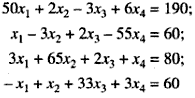 50x₁ + 2x₂ – 3x₃ + 6x₄ = 190;
x₁ – 3x₂ + 2x₃ – 55x₄ = 60;
3x₁ + 65x₂ + 2x₃ + x₄ = 80;
–x₁ + x₂ + 33x₃ + 3x₄ = 60